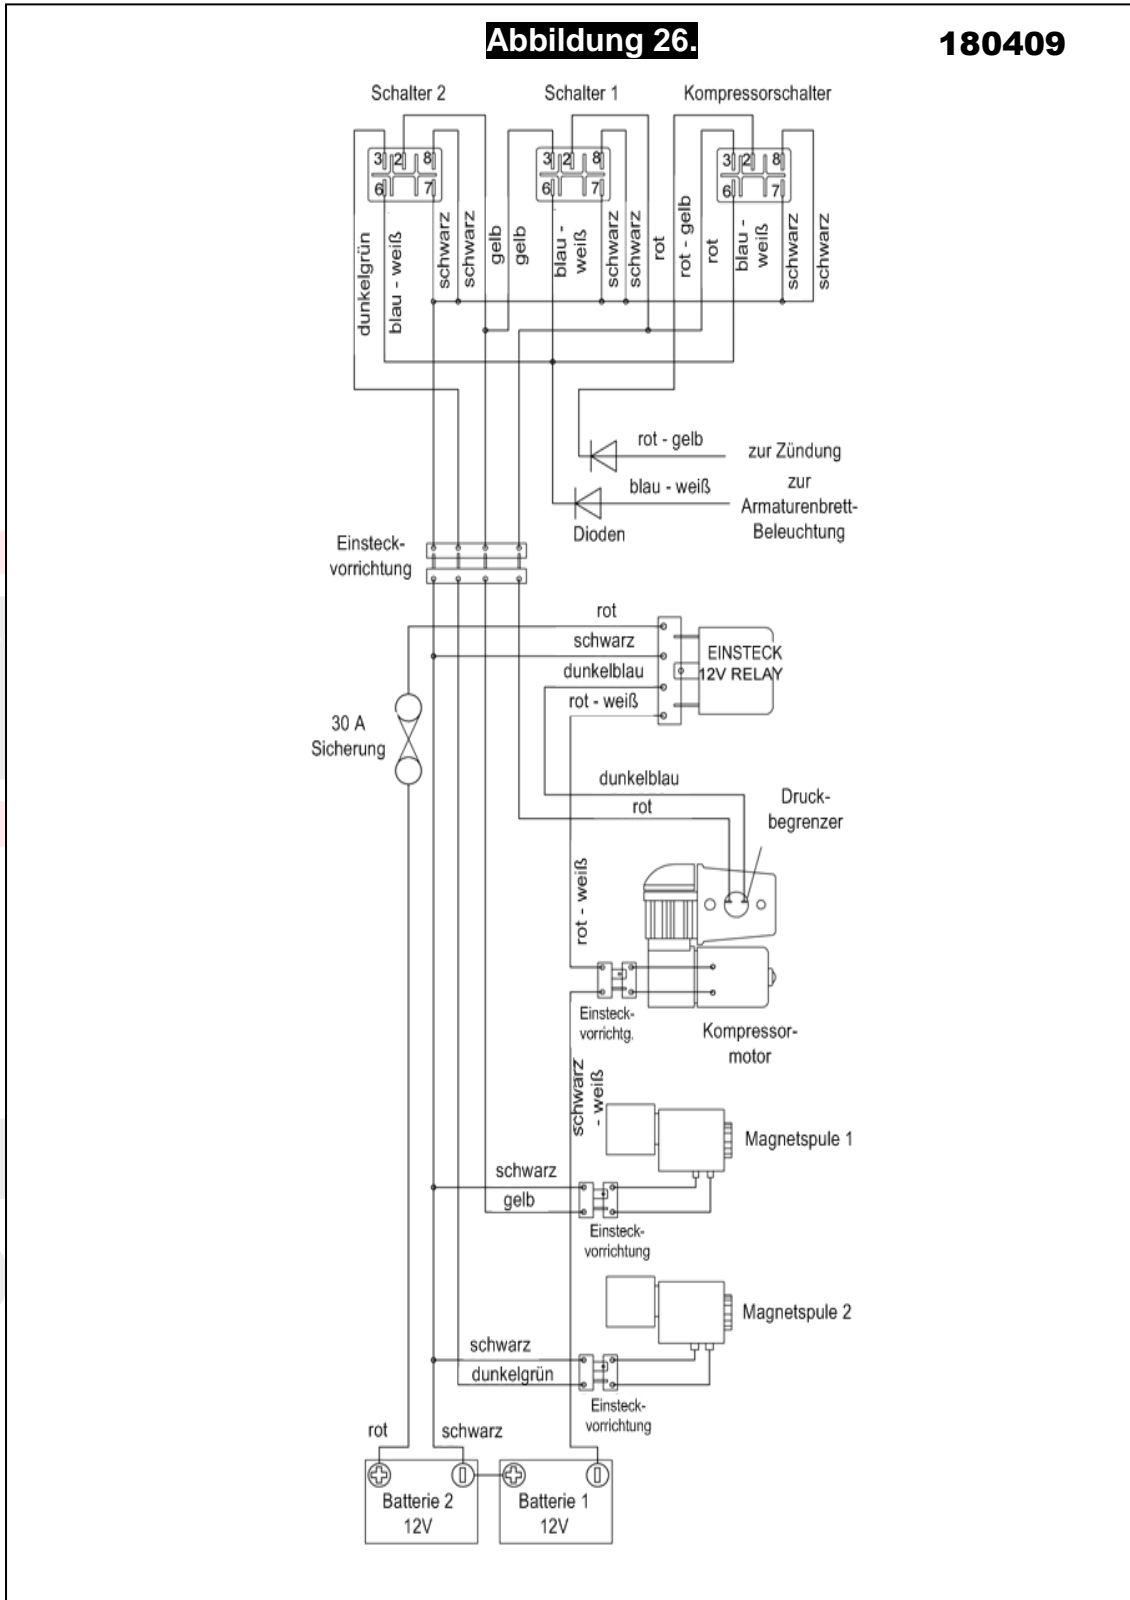 Abbildung 26.
180409
Schalter 2
Schalter 1
Kompressorschalter
3 2 8
6 7
3 2 8
6 7
3 2 8
6 7
dunkelgrün
blau - weiß
schwarz
schwarz
gelb
gelb
blau -
weiß
schwarz
schwarz
rot
rot - gelb
rot
blau -
weiß
schwarz
schwarz
rot - gelb
zur Zündung
blau - weiß
zur
Armaturenbrett-
Beleuchtung
Dioden
Einsteck-
vorrichtung
rot
schwarz
dunkelblau
rot - weiß
EINSTECK
12V RELAY
30 A
Sicherung
dunkelblau
rot
Druck-
begrenzer
rot - weiß
Einsteck-
vorrichtg.
Kompressor-
motor
schwarz
- weiß
Magnetspule 1
schwarz
gelb
Einsteck-
vorrichtung
Magnetspule 2
schwarz
dunkelgrün
Einsteck-
vorrichtung
rot
schwarz
Batterie 2
12V
Batterie 1
12V